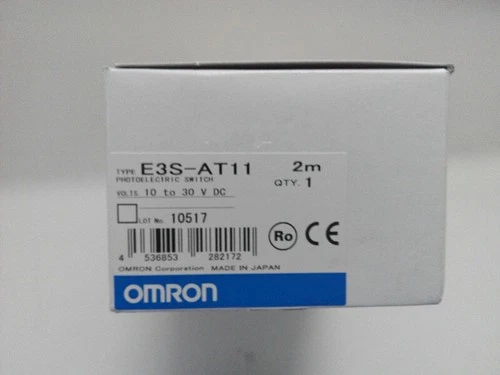 TYPE E3S-AT11 2m
PHOTOELECTRIC SWITCH QTY. 1
VOLTS 10 to 30 V DC
LOT No. 10517
Ro CE
4 536853 282172
OMRON Corporation MADE IN JAPAN
OMRON